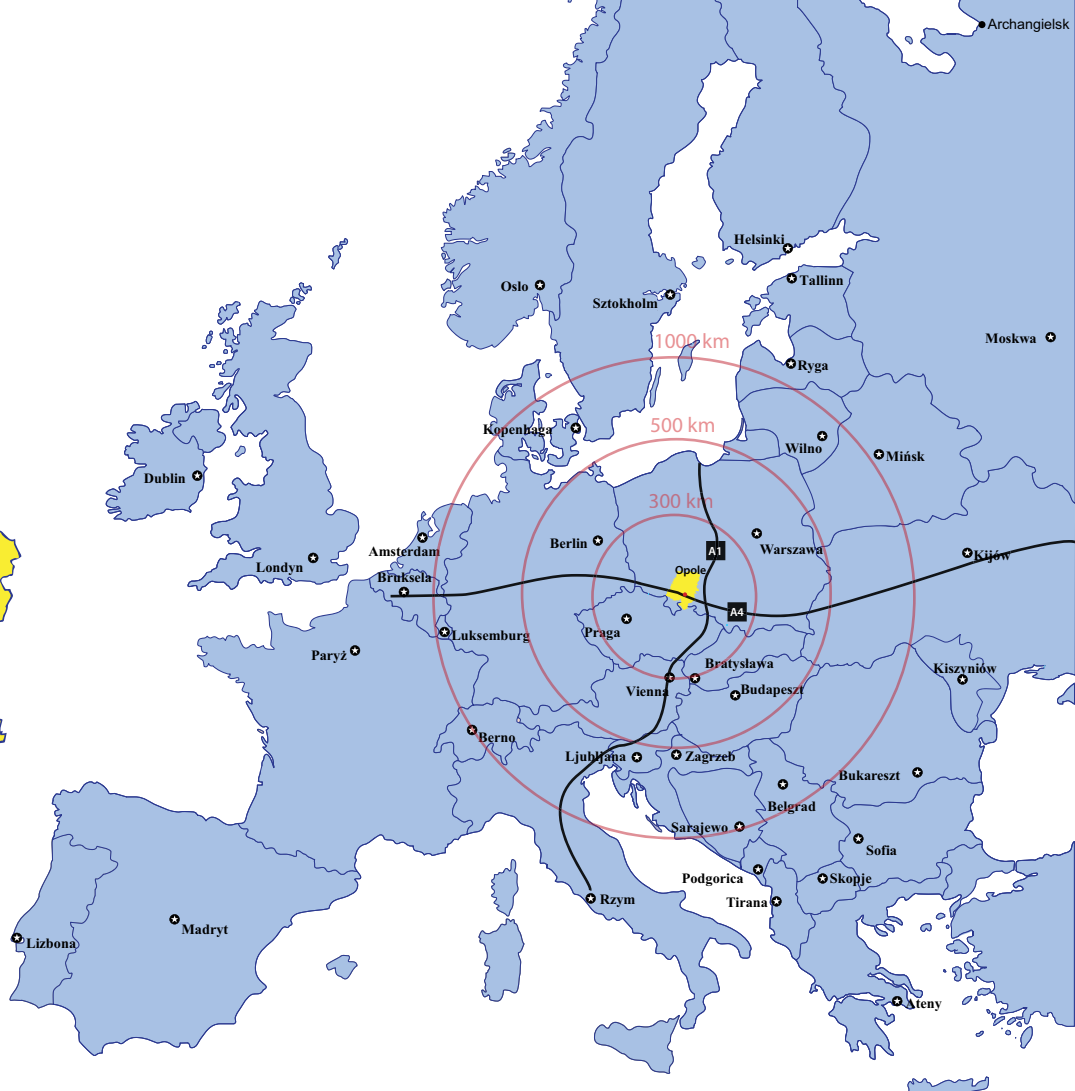 Archangielsk
Helsinki
Tallinn
Oslo
Sztokholm
Moskwa
1000 km
Ryga
500 km
Kopenhaga
Wilno
Mińsk
Dublin
300 km
Berlin
A1
Warszawa
Amsterdam
Kijów
Londyn
Opole
Bruksela
A4
Praga
Luksemburg
Paryż
Bratysława
Kiszyniów
Vienna
Budapeszt
Berno
Ljubljana
Zagrzeb
Bukareszt
Belgrad
Sarajewo
Sofia
Podgorica
Skopje
Rzym
Tirana
Madryt
Lizbona
Ateny